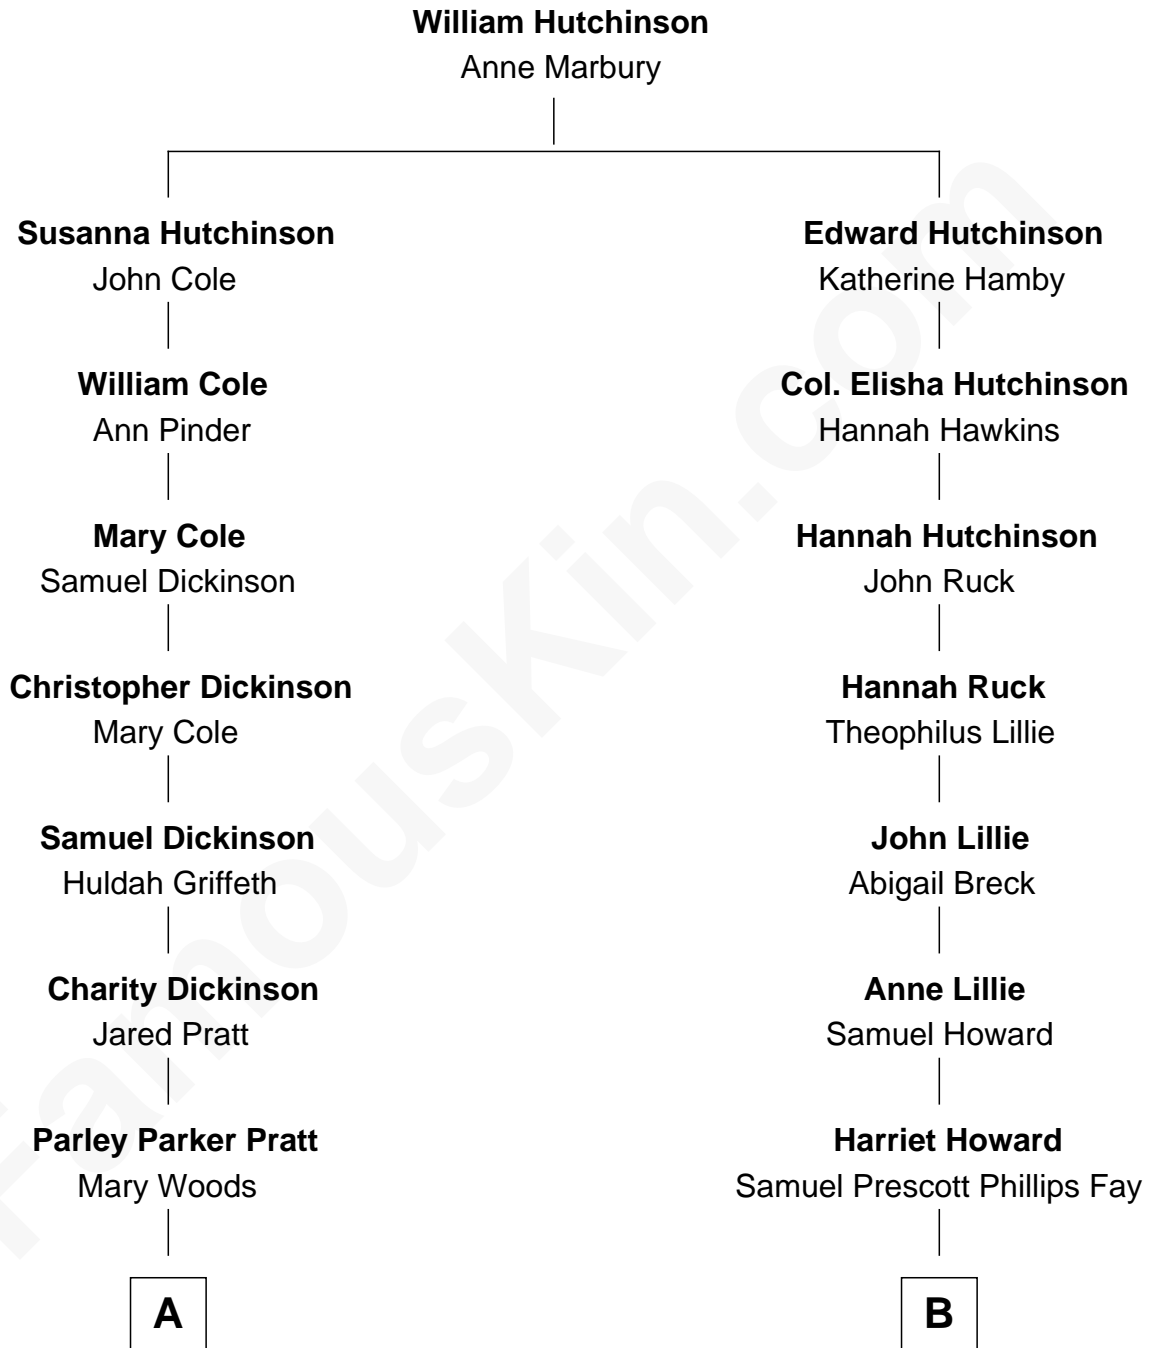 William Hutchinson
Anne Marbury
Susanna Hutchinson
John Cole
Edward Hutchinson
Katherine Hamby
William Cole
Ann Pinder
Col. Elisha Hutchinson
Hannah Hawkins
Mary Cole
Samuel Dickinson
Hannah Hutchinson
John Ruck
Christopher Dickinson
Mary Cole
Hannah Ruck
Theophilus Lillie
Samuel Dickinson
Huldah Griffeth
John Lillie
Abigail Breck
Charity Dickinson
Jared Pratt
Anne Lillie
Samuel Howard
Parley Parker Pratt
Mary Woods
Harriet Howard
Samuel Prescott Phillips Fay
A
B
FamousKin.com